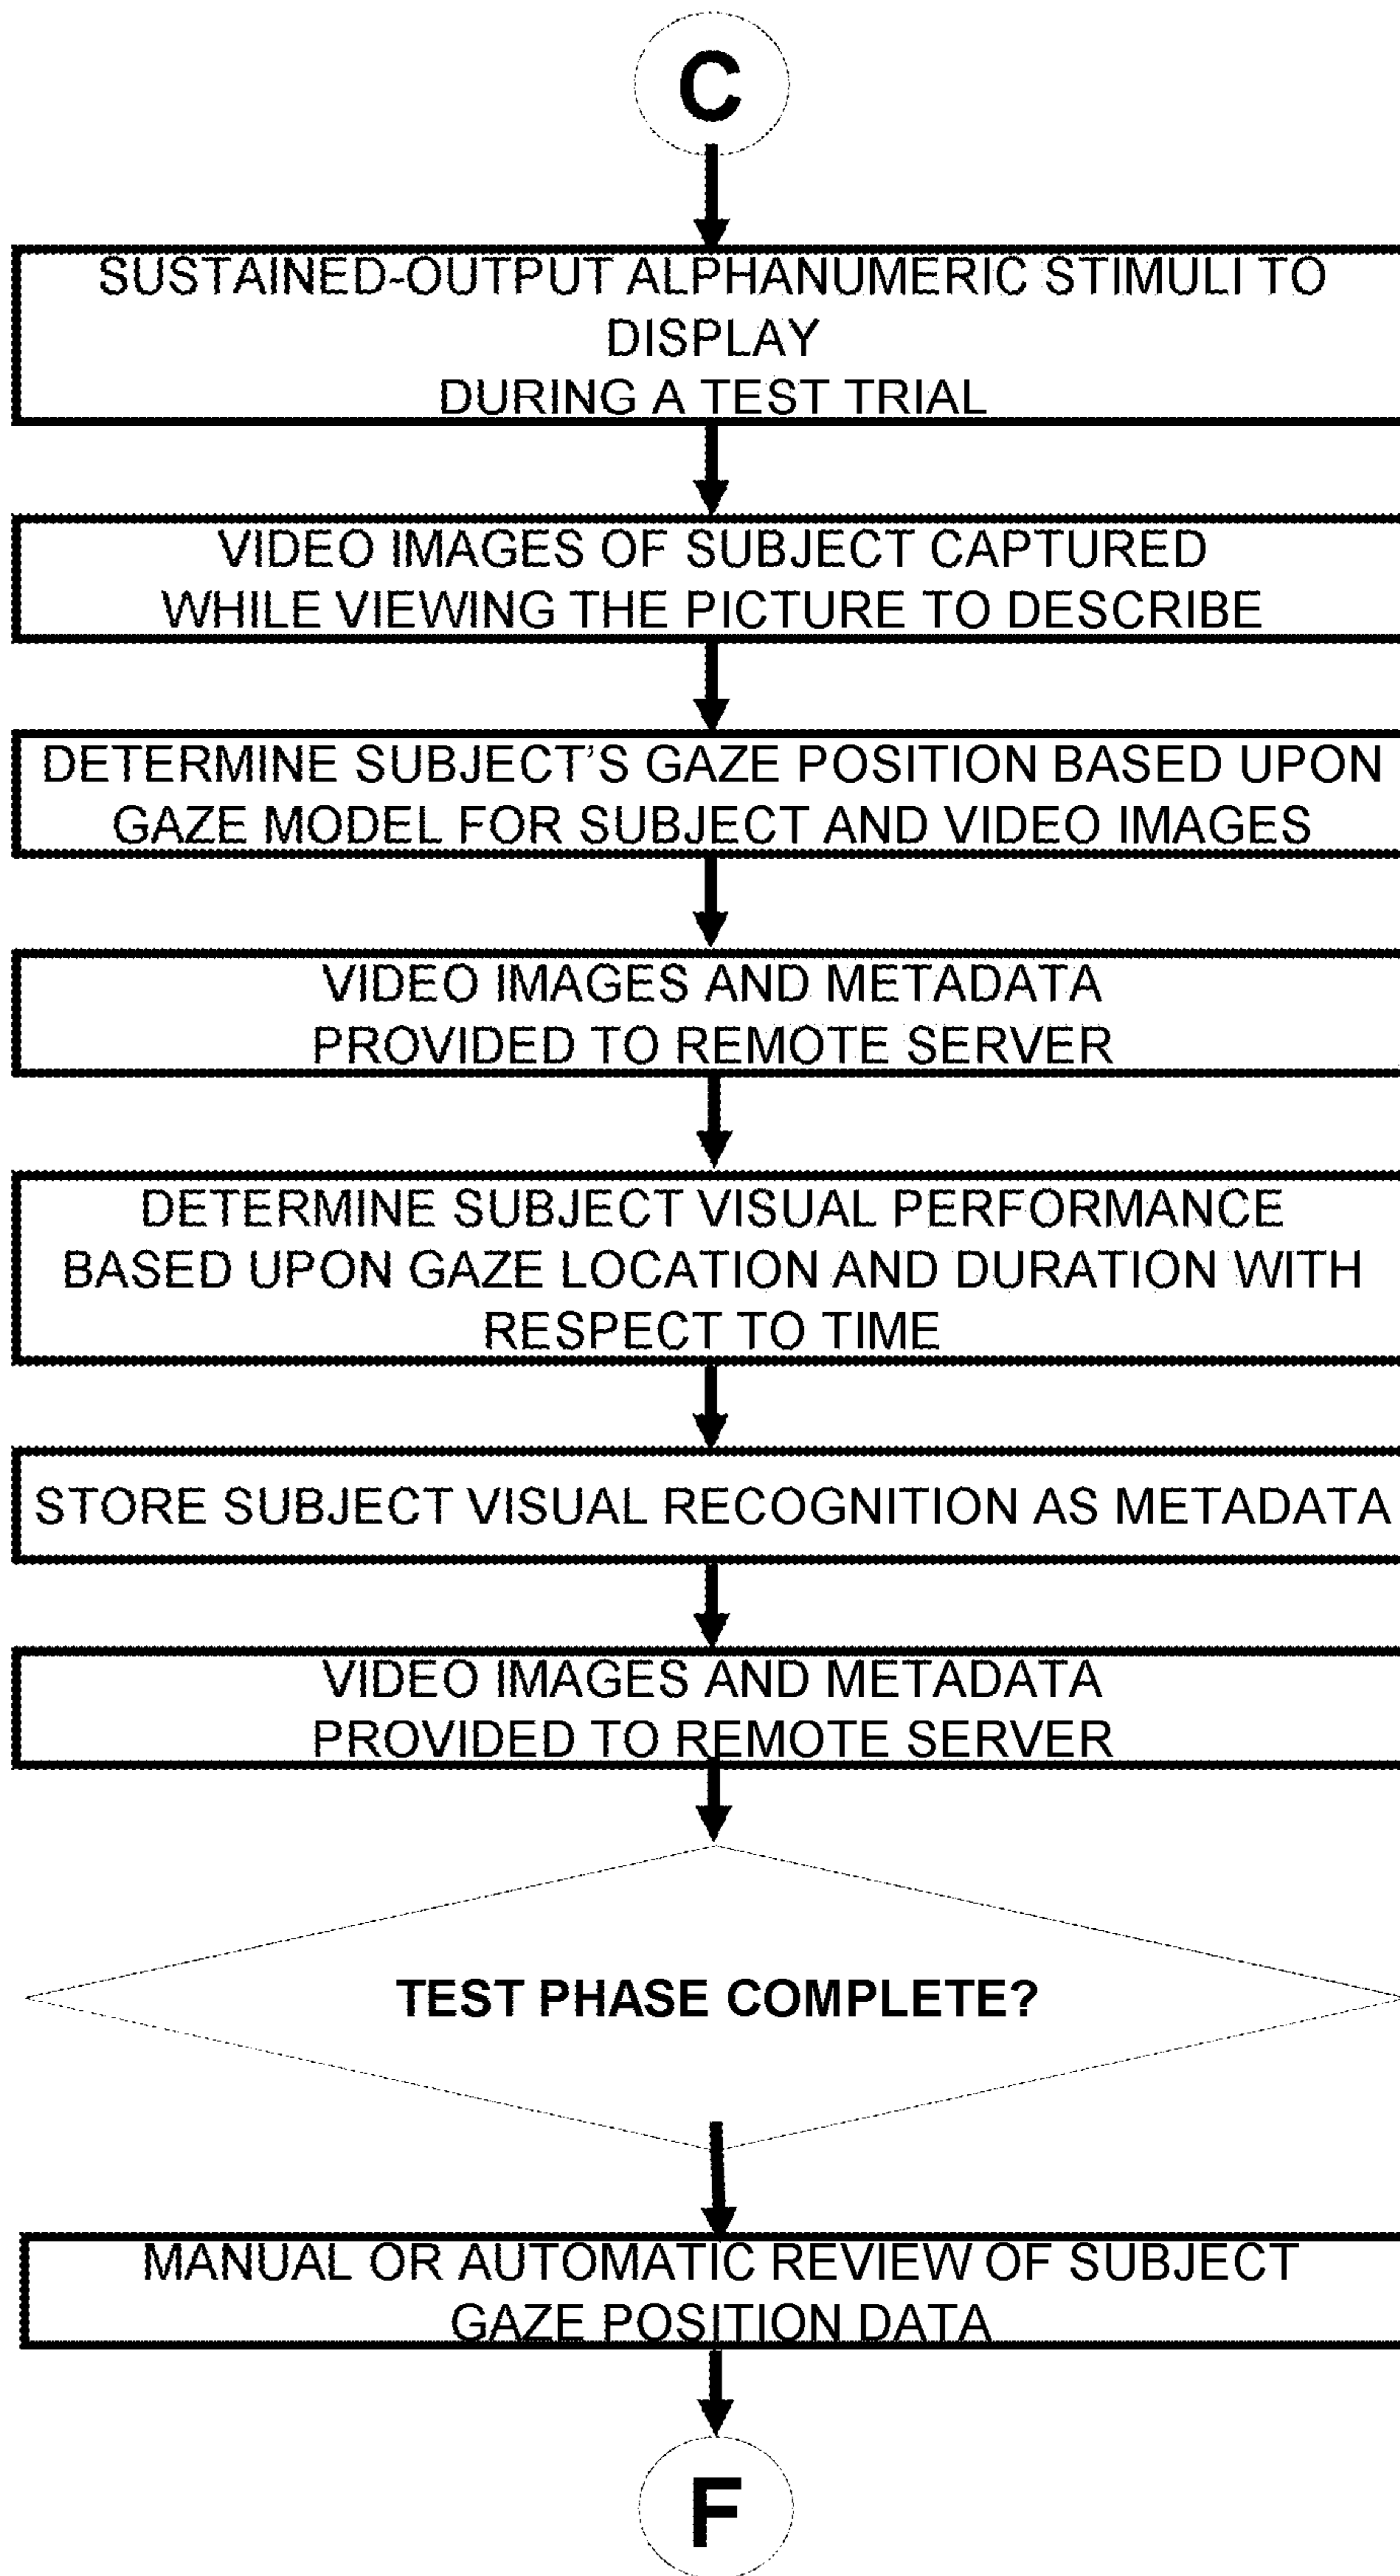 C
SUSTAINED-OUTPUT ALPHANUMERIC STIMULI TO
DISPLAY
DURING A TEST TRIAL
VIDEO IMAGES OF SUBJECT CAPTURED
WHILE VIEWING THE PICTURE TO DESCRIBE
DETERMINE SUBJECT'S GAZE POSITION BASED UPON
GAZE MODEL FOR SUBJECT AND VIDEO IMAGES
VIDEO IMAGES AND METADATA
PROVIDED TO REMOTE SERVER
DETERMINE SUBJECT VISUAL PERFORMANCE
BASED UPON GAZE LOCATION AND DURATION WITH
RESPECT TO TIME
STORE SUBJECT VISUAL RECOGNITION AS METADATA
VIDEO IMAGES AND METADATA
PROVIDED TO REMOTE SERVER
TEST PHASE COMPLETE?
MANUAL OR AUTOMATIC REVIEW OF SUBJECT
GAZE POSITION DATA
F